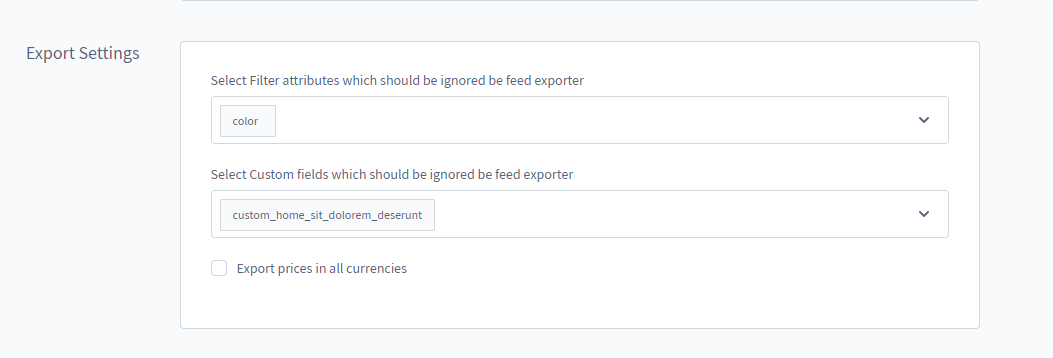 Export Settings
Select Filter attributes which should be ignored be feed exporter
color
Select Custom fields which should be ignored be feed exporter
custom_home_sit_dolorem_deserunt
Export prices in all currencies